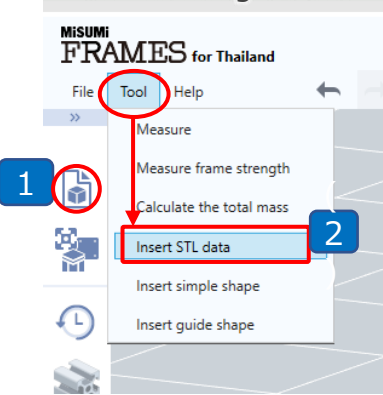 MiSUMi
FRAMES for Thailand
File Tool Help
»
Measure
1
Measure frame strength
Calculate the total mass
2
Insert STL data
Insert simple shape
Insert guide shape